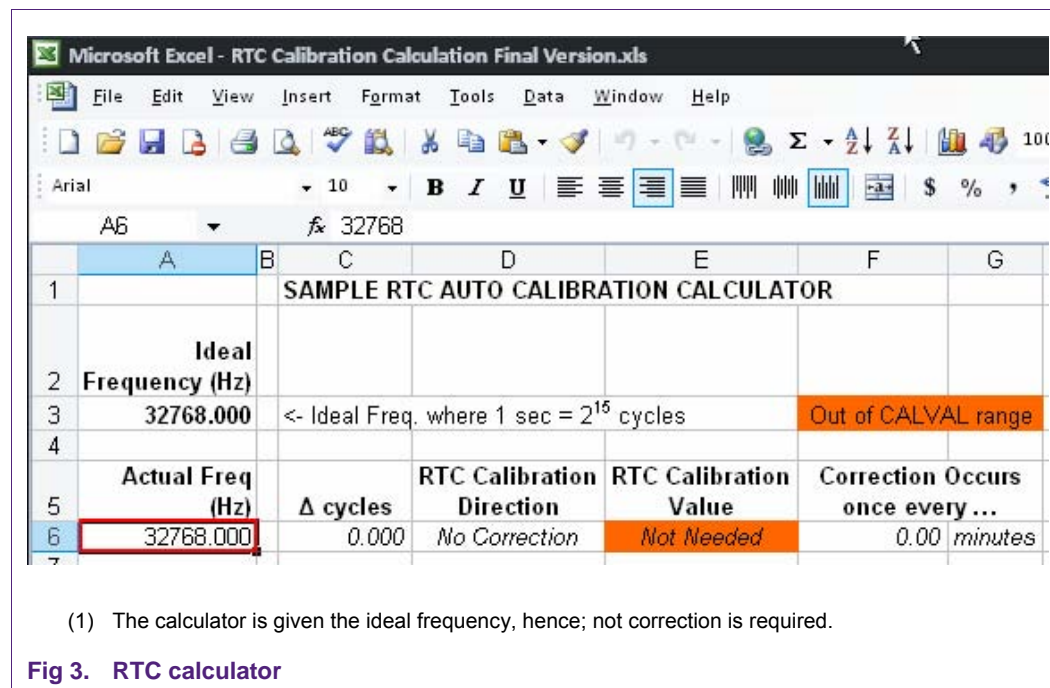 Microsoft Excel - RTC Calibration Calculation Final Version.xls
File Edit View Insert Format Tools Data Window Help
ABC Σ A Z Z A 100
Arial 10 B I U a $ % ,
A6 fx 32768
A B C D E F G
1 SAMPLE RTC AUTO CALIBRATION CALCULATOR
Ideal
2 Frequency (Hz)
3 32768.000 <- Ideal Freq. where 1 sec = 2¹⁵ cycles Out of CALVAL range
4
Actual Freq RTC Calibration RTC Calibration Correction Occurs
5 (Hz) Δ cycles Direction Value once every ...
6 32768.000 0.000 No Correction Not Needed 0.00 minutes
7
(1) The calculator is given the ideal frequency, hence; not correction is required.
Fig 3. RTC calculator